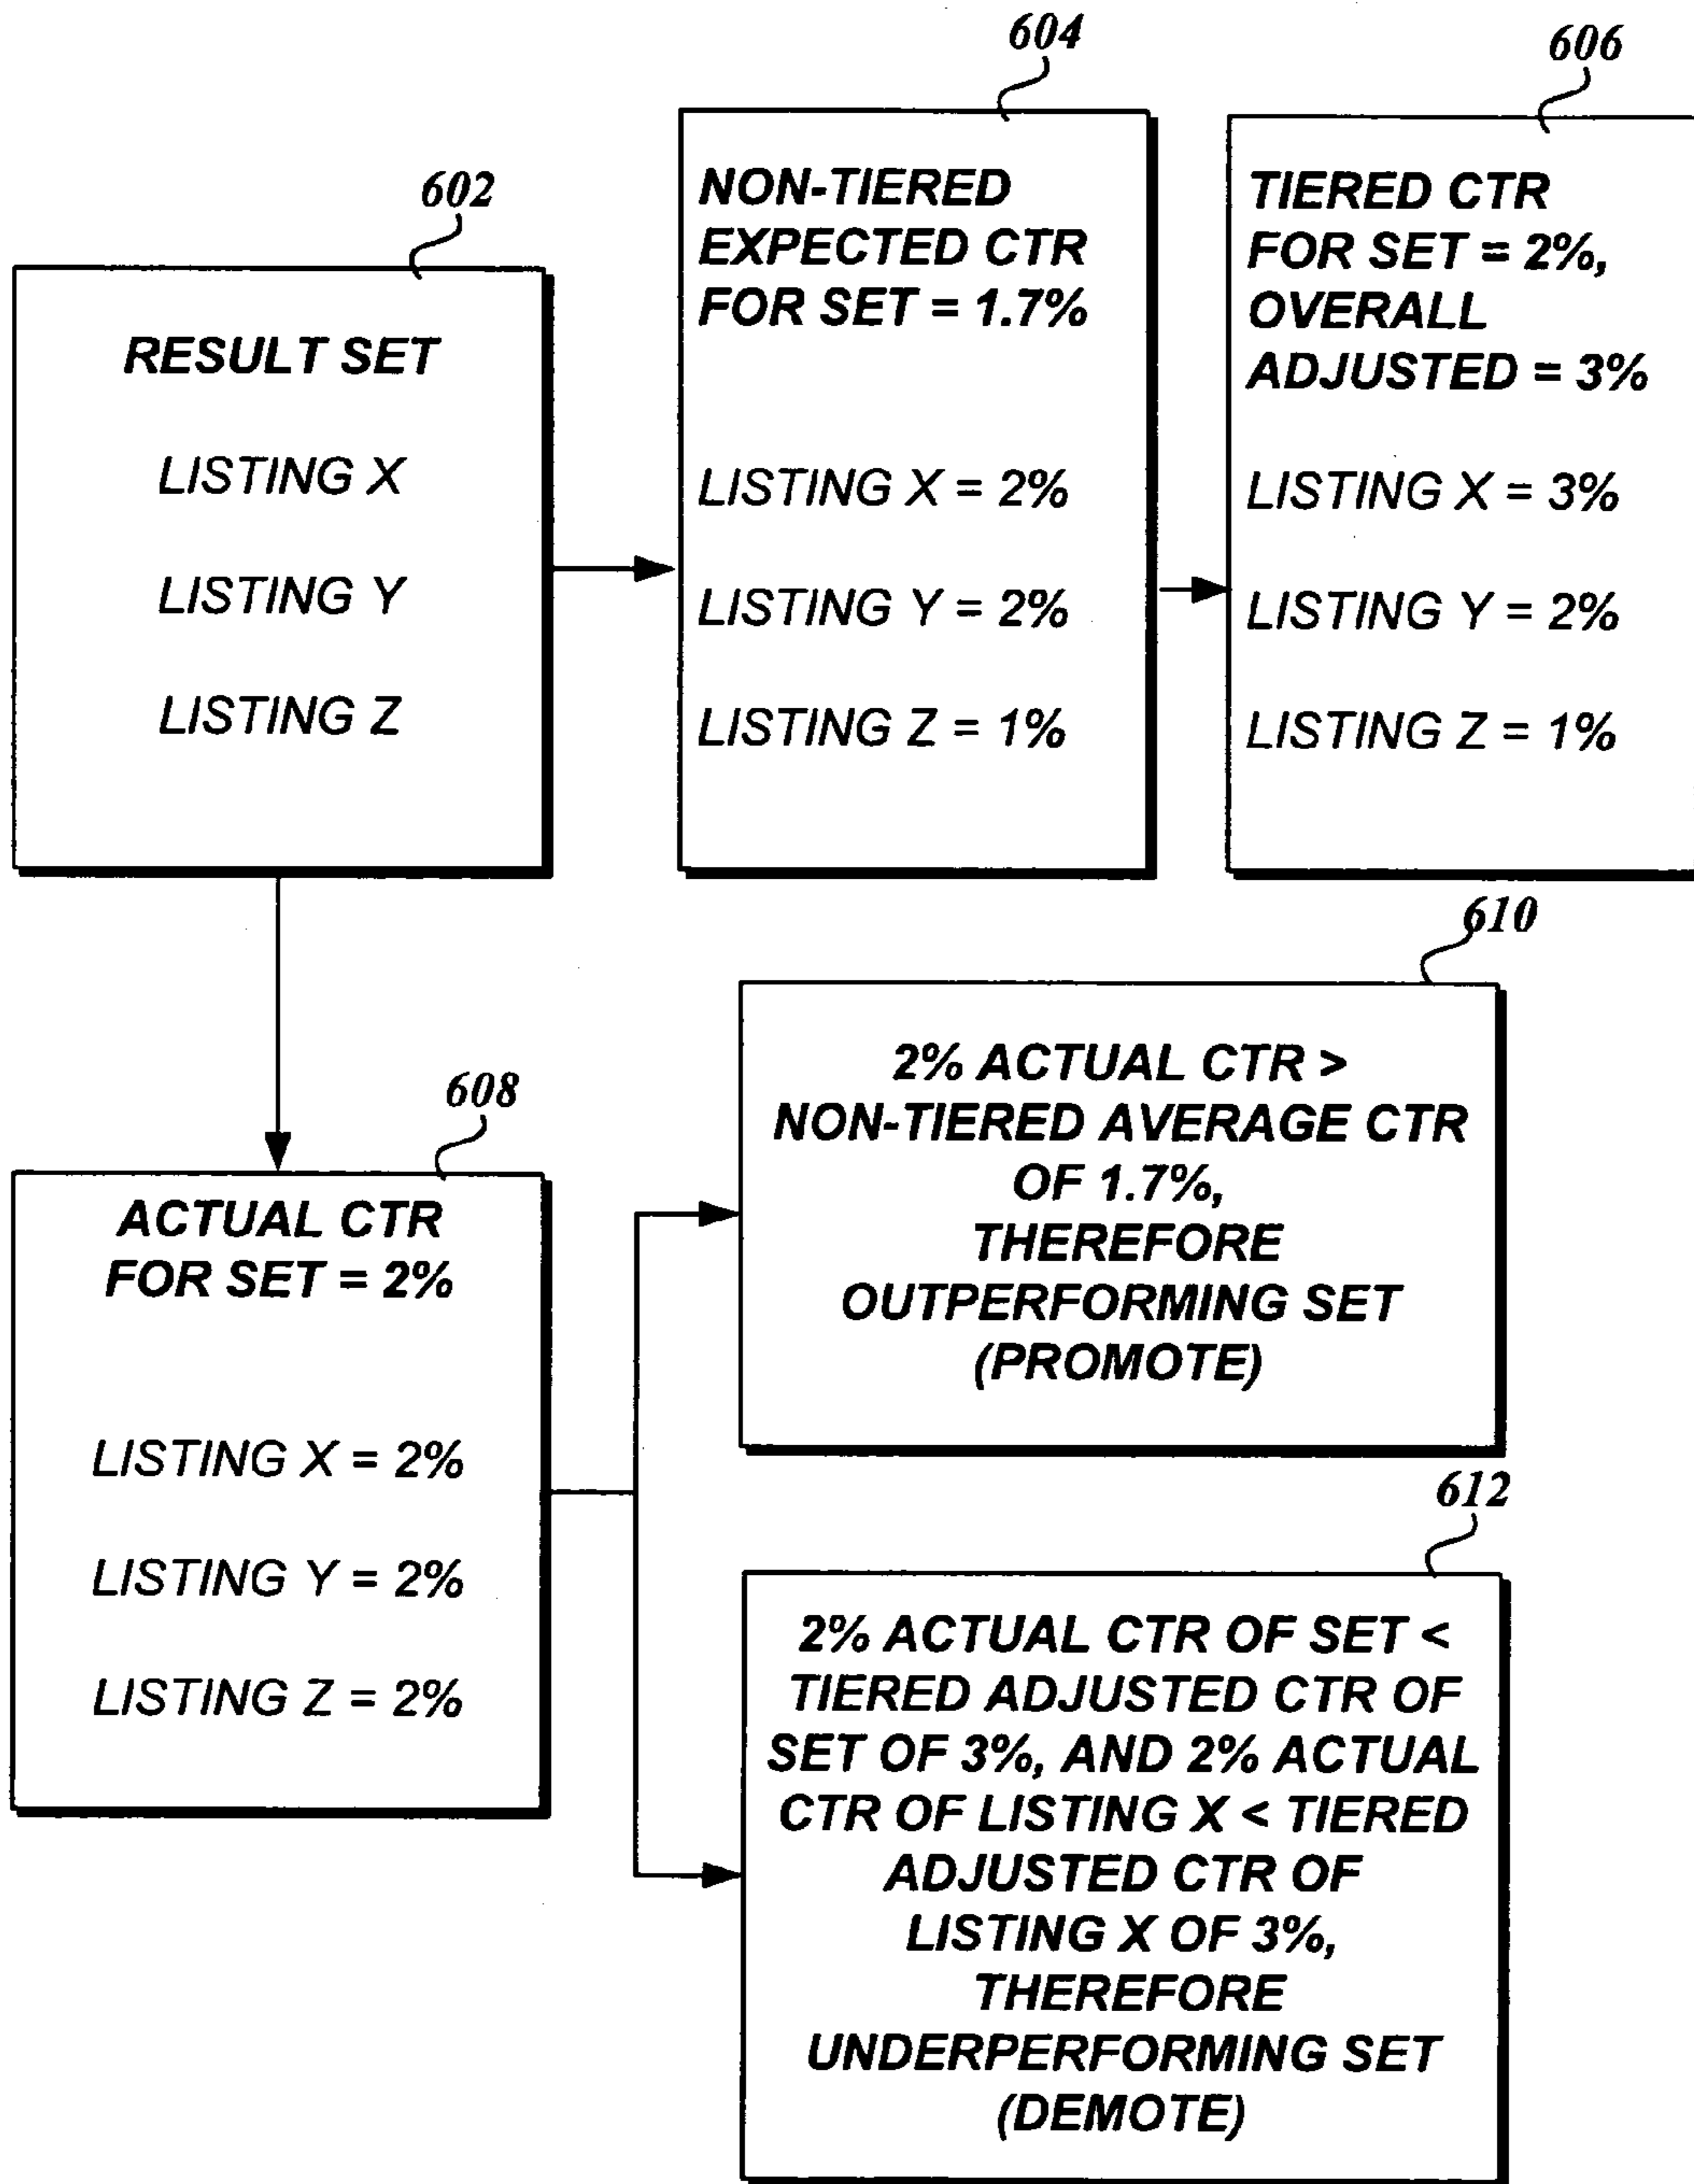 602
RESULT SET
LISTING X
LISTING Y
LISTING Z
604
NON-TIERED
EXPECTED CTR
FOR SET = 1.7%
LISTING X = 2%
LISTING Y = 2%
LISTING Z = 1%
606
TIERED CTR
FOR SET = 2%,
OVERALL
ADJUSTED = 3%
LISTING X = 3%
LISTING Y = 2%
LISTING Z = 1%
608
ACTUAL CTR
FOR SET = 2%
LISTING X = 2%
LISTING Y = 2%
LISTING Z = 2%
610
2% ACTUAL CTR >
NON-TIERED AVERAGE CTR
OF 1.7%,
THEREFORE
OUTPERFORMING SET
(PROMOTE)
612
2% ACTUAL CTR OF SET <
TIERED ADJUSTED CTR OF
SET OF 3%, AND 2% ACTUAL
CTR OF LISTING X < TIERED
ADJUSTED CTR OF
LISTING X OF 3%,
THEREFORE
UNDERPERFORMING SET
(DEMOTE)